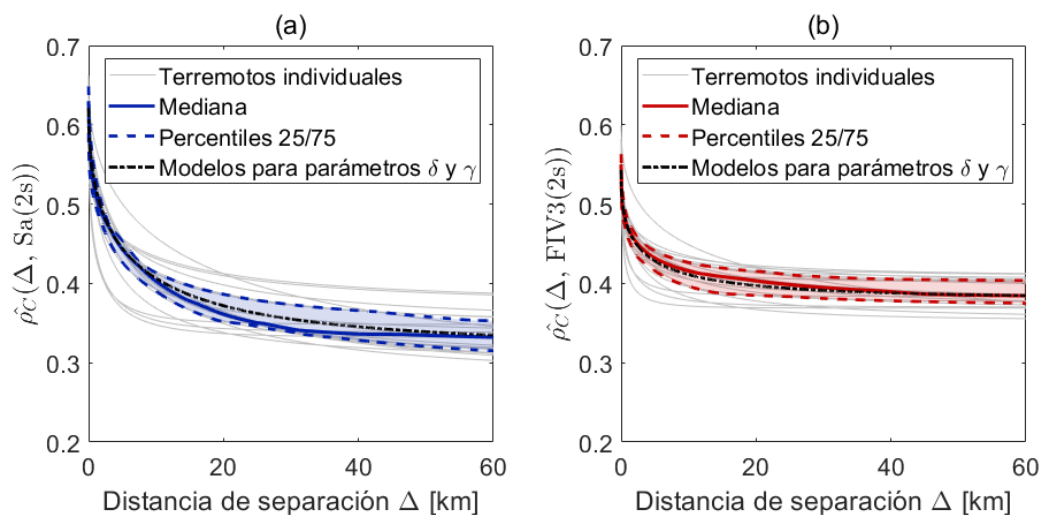 (a)
0.7
0.6
0.5
0.4
0.3
0.2
ρ̂C(Δ, Sa(2s))
Terremotos individuales
Mediana
Percentiles 25/75
Modelos para parámetros δ y γ
0 20 40 60
Distancia de separación Δ [km]
(b)
0.7
0.6
0.5
0.4
0.3
0.2
ρ̂C(Δ, FIV3(2s))
Terremotos individuales
Mediana
Percentiles 25/75
Modelos para parámetros δ y γ
0 20 40 60
Distancia de separación Δ [km]